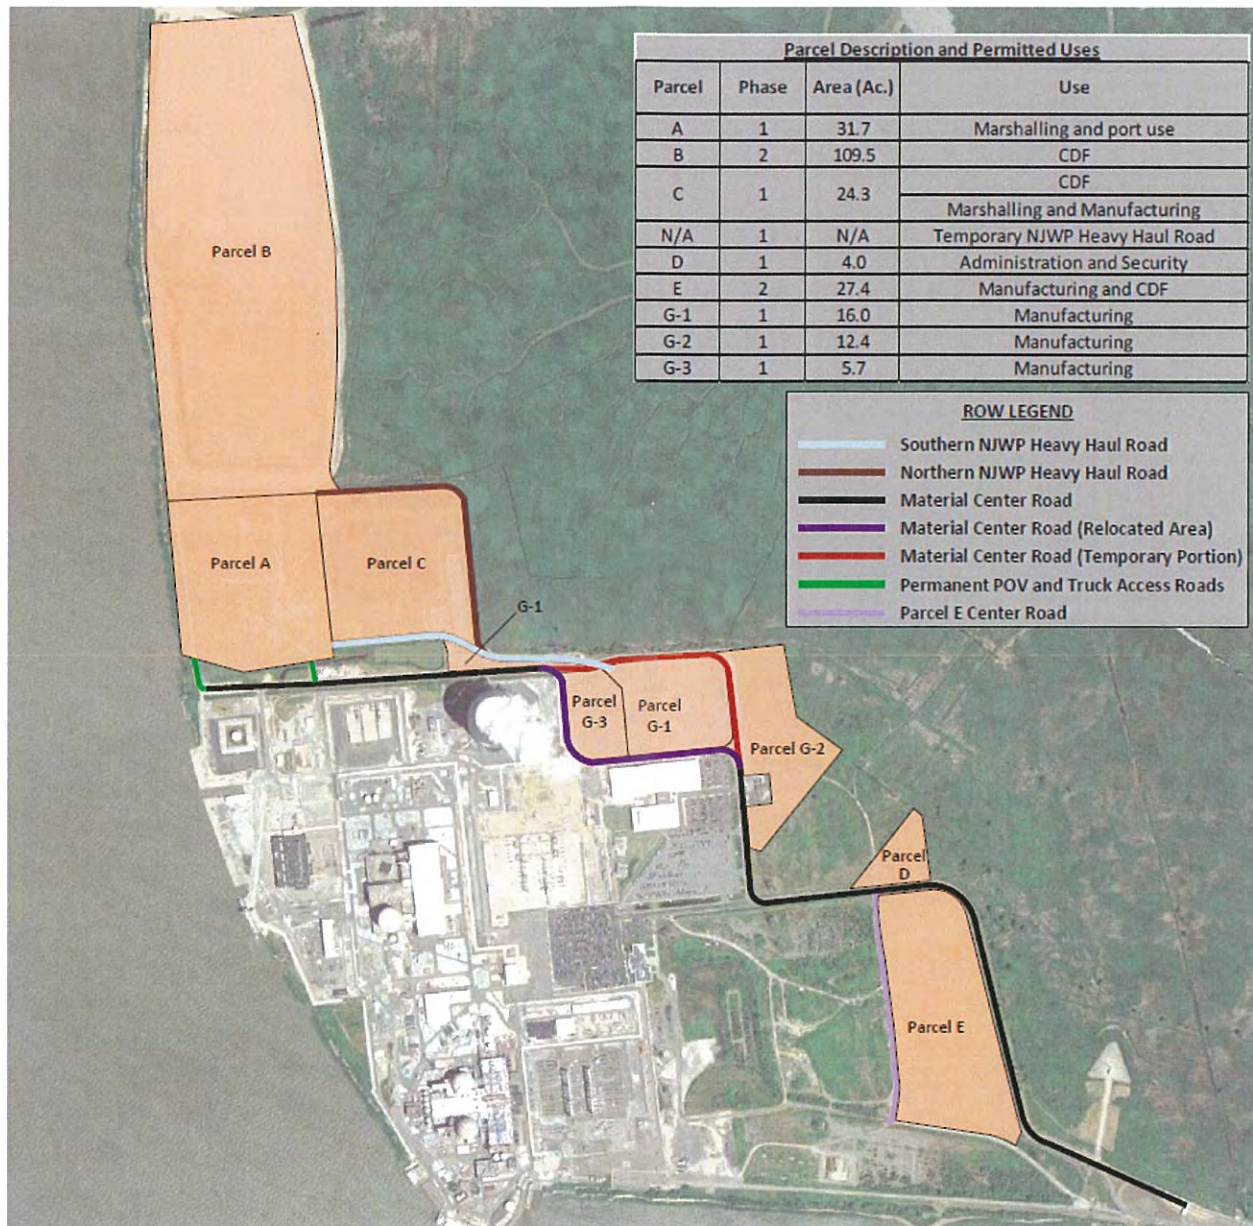 Parcel Description and Permitted Uses
Parcel Phase Area (Ac.) Use
A 1 31.7 Marshalling and port use
B 2 109.5 CDF
C 1 24.3 CDF
Marshalling and Manufacturing
N/A 1 N/A Temporary NJWP Heavy Haul Road
D 1 4.0 Administration and Security
E 2 27.4 Manufacturing and CDF
G-1 1 16.0 Manufacturing
G-2 1 12.4 Manufacturing
G-3 1 5.7 Manufacturing
ROW LEGEND
Southern NJWP Heavy Haul Road
Northern NJWP Heavy Haul Road
Material Center Road
Material Center Road (Relocated Area)
Material Center Road (Temporary Portion)
Permanent POV and Truck Access Roads
Parcel E Center Road
Parcel B
Parcel A
Parcel C
G-1
Parcel
G-3
Parcel
G-1
Parcel G-2
Parcel
D
Parcel E